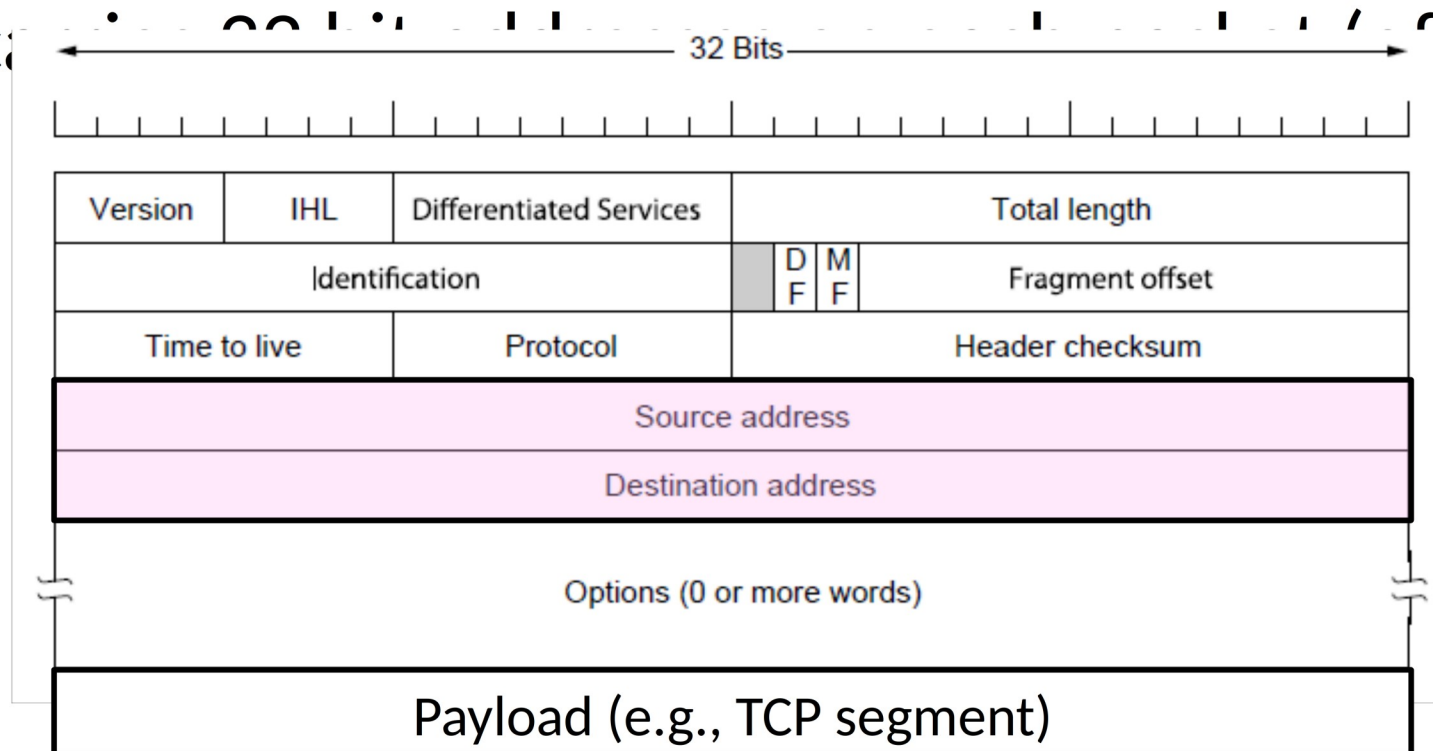 32 Bits
Version IHL Differentiated Services Total length
Identification D F M F Fragment offset
Time to live Protocol Header checksum
Source address
Destination address
Options (0 or more words)
Payload (e.g., TCP segment)